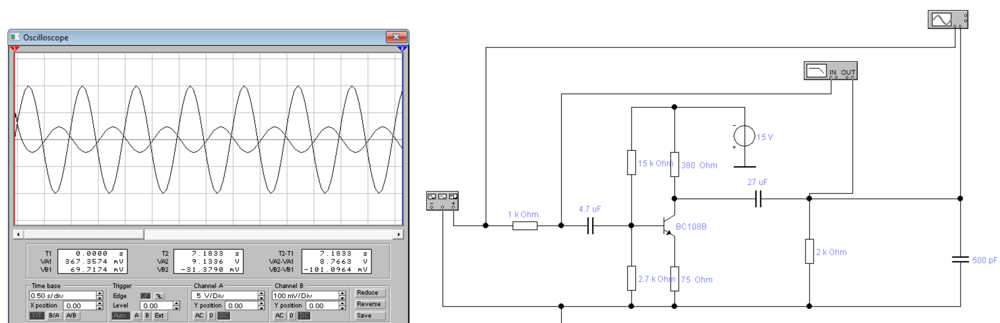 Oscilloscope
1
2
T1 0.0000 s T2 7.1833 s T2-T1 7.1833 s
VA1 367.3574 mV VA2 9.1336 V VA2-VA1 8.7663 V
VB1 69.7174 mV VB2 -31.3790 mV VB2-VB1 -101.0964 mV
Time base Trigger Channel A Channel B Reduce
0.50 s/div Edge 5 V/Div 100 mV/Div
X position 0.00 Level 0.00 Y position 0.00 Y position 0.00 Reverse
Y/T B/A A/B Auto A B Ext AC 0 DC AC 0 DC Save
IN OUT
-
+ 15 V
15 k Ohm 380 Ohm
27 uF
- +
1 k Ohm 4.7 uF
BC108B
2 k Ohm 500 pF
2.7 k Ohm 75 Ohm